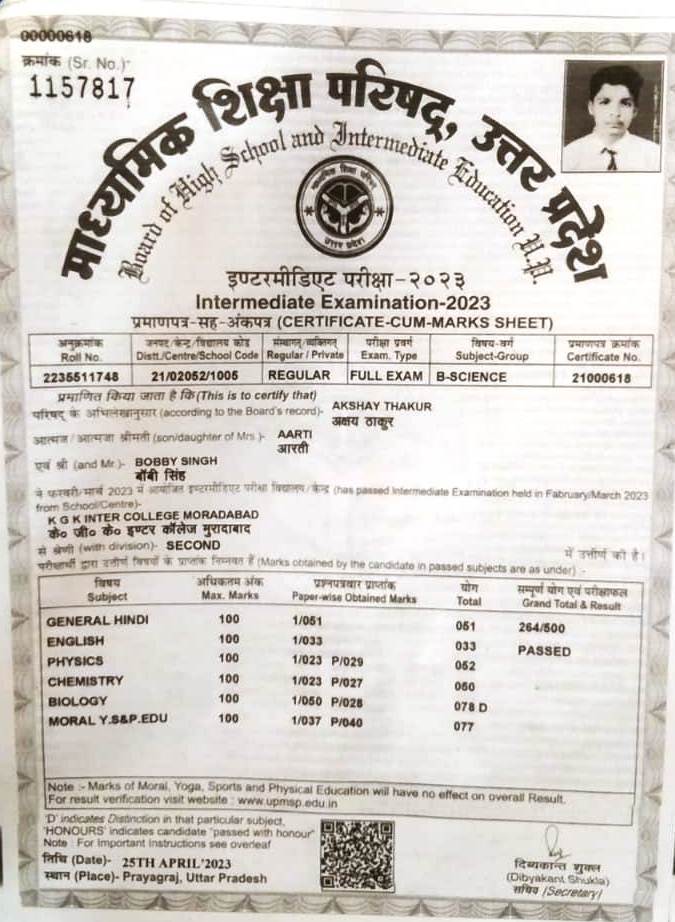 00000618
क्रमांक (Sr. No.)-
1157817
माध्यमिक शिक्षा परिषद्, उत्तर प्रदेश
Board of High School and Intermediate Education U.P.
माध्यमिक शिक्षा परिषद
उत्तर प्रदेश
इण्टरमीडिएट परीक्षा-२०२३
Intermediate Examination-2023
प्रमाणपत्र-सह-अंकपत्र (CERTIFICATE-CUM-MARKS SHEET)
अनुक्रमांक जनपद/केन्द्र/विद्यालय कोड संस्थागत/व्यक्तिगत परीक्षा प्रवर्ग विषय-वर्ग प्रमाणपत्र क्रमांक
Roll No. Distt./Centre/School Code Regular / Private Exam. Type Subject-Group Certificate No.
2235511748 21/02052/1005 REGULAR FULL EXAM B-SCIENCE 21000618
प्रमाणित किया जाता है कि (This is to certify that)
परिषद् के अभिलेखानुसार (according to the Board's record)- AKSHAY THAKUR
अक्षय ठाकुर
आत्मज/आत्मजा श्रीमती (son/daughter of Mrs.)- AARTI
आरती
एवं श्री (and Mr.)- BOBBY SINGH
बॉबी सिंह
ने फरवरी/मार्च 2023 में आयोजित इण्टरमीडिएट परीक्षा विद्यालय/केन्द्र (has passed Intermediate Examination held in Fabruary/March 2023
from School/Centre)-
K G K INTER COLLEGE MORADABAD
के० जी० के० इण्टर कॉलेज मुरादाबाद
से श्रेणी (with division)- SECOND में उत्तीर्ण की है।
परीक्षार्थी द्वारा उत्तीर्ण विषयों के प्राप्तांक निम्नवत हैं (Marks obtained by the candidate in passed subjects are as under) :-
विषय अधिकतम अंक प्रश्नपत्रवार प्राप्तांक योग सम्पूर्ण योग एवं परीक्षाफल
Subject Max. Marks Paper-wise Obtained Marks Total Grand Total & Result
GENERAL HINDI 100 1/051 051 264/500
ENGLISH 100 1/033 033 PASSED
PHYSICS 100 1/023 P/029 052
CHEMISTRY 100 1/023 P/027 050
BIOLOGY 100 1/050 P/028 078 D
MORAL Y.S&P.EDU 100 1/037 P/040 077
Note :- Marks of Moral, Yoga, Sports and Physical Education will have no effect on overall Result.
For result verification visit website : www.upmsp.edu.in
'D' indicates Distinction in that particular subject,
'HONOURS' indicates candidate "passed with honour"
Note : For Important Instructions see overleaf
तिथि (Date)- 25TH APRIL'2023
स्थान (Place)- Prayagraj, Uttar Pradesh
दिव्यकान्त शुक्ल
(Dibyakant Shukla)
सचिव /(Secretary)